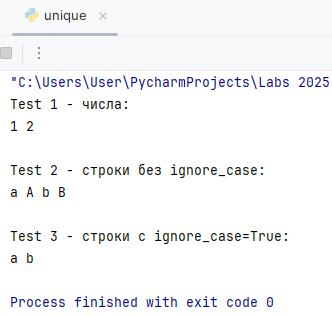 unique
"C:\Users\User\PycharmProjects\Labs 2025
Test 1 - числа:
1 2
Test 2 - строки без ignore_case:
a A b B
Test 3 - строки с ignore_case=True:
a b
Process finished with exit code 0